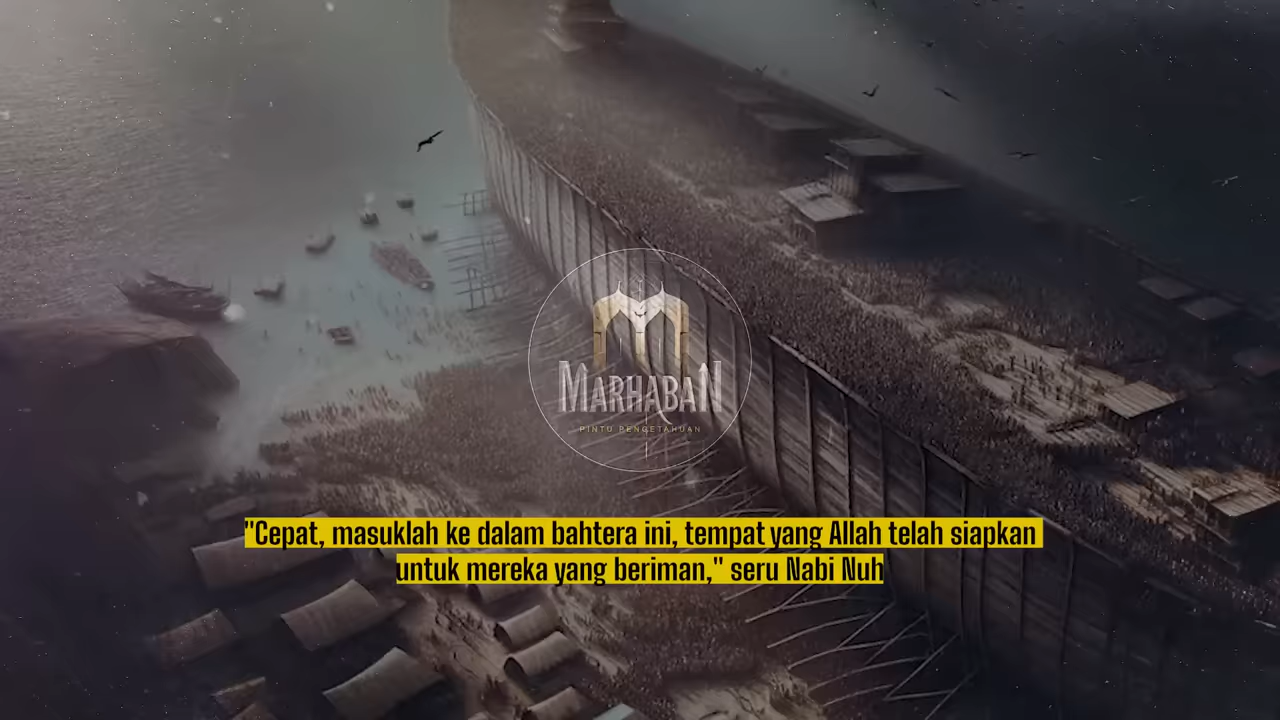 MARHABAN
PINTU PENGETAHUAN
"Cepat, masuklah ke dalam bahtera ini, tempat yang Allah telah siapkan
untuk mereka yang beriman," seru Nabi Nuh